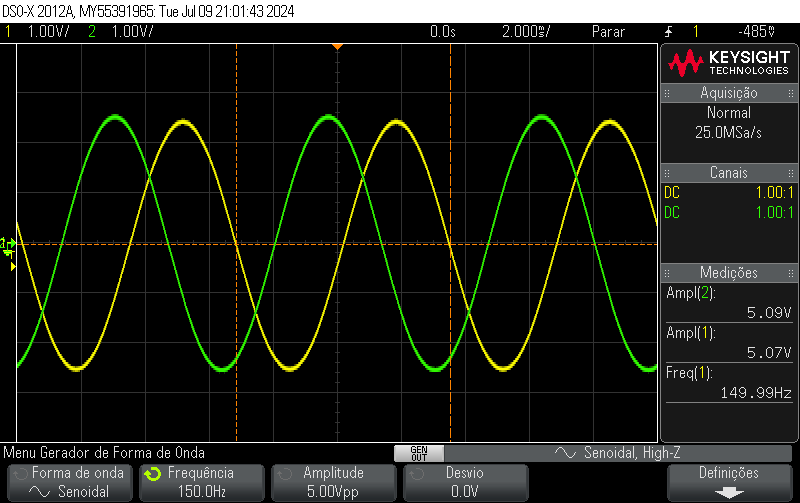 DSO-X 2012A, MY55391965: Tue Jul 09 21:01:43 2024
1 1.00V/ 2 1.00V/ 0.0s 2.000s/ Parar 1 -485V
KEYSIGHT
TECHNOLOGIES
Aquisição
Normal
25.0MSa/s
Canais
DC 1.00:1
DC 1.00:1
Medições
Ampl(2):
5.09V
Ampl(1):
5.07V
Freq(1):
149.99Hz
Menu Gerador de Forma de Onda
GEN
OUT
Senoidal, High-Z
Forma de onda
Senoidal
Frequência
150.0Hz
Amplitude
5.00Vpp
Desvio
0.0V
Definições